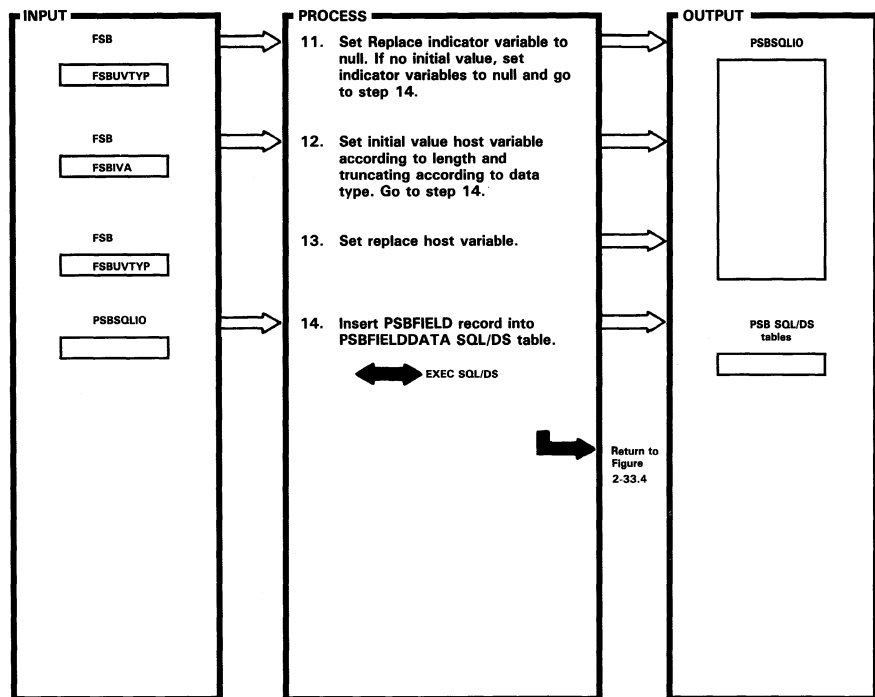 INPUT
FSB
FSBUVTYP
FSB
FSBIVA
FSB
FSBUVTYP
PSBSQLIO
PROCESS
11. Set Replace indicator variable to
null. If no initial value, set
indicator variables to null and go
to step 14.
12. Set initial value host variable
according to length and
truncating according to data
type. Go to step 14.
13. Set replace host variable.
14. Insert PSBFIELD record into
PSBFIELDDATA SQL/DS table.
EXEC SQL/DS
OUTPUT
PSBSQLIO
PSB SQL/DS
tables
Return to
Figure
2-33.4